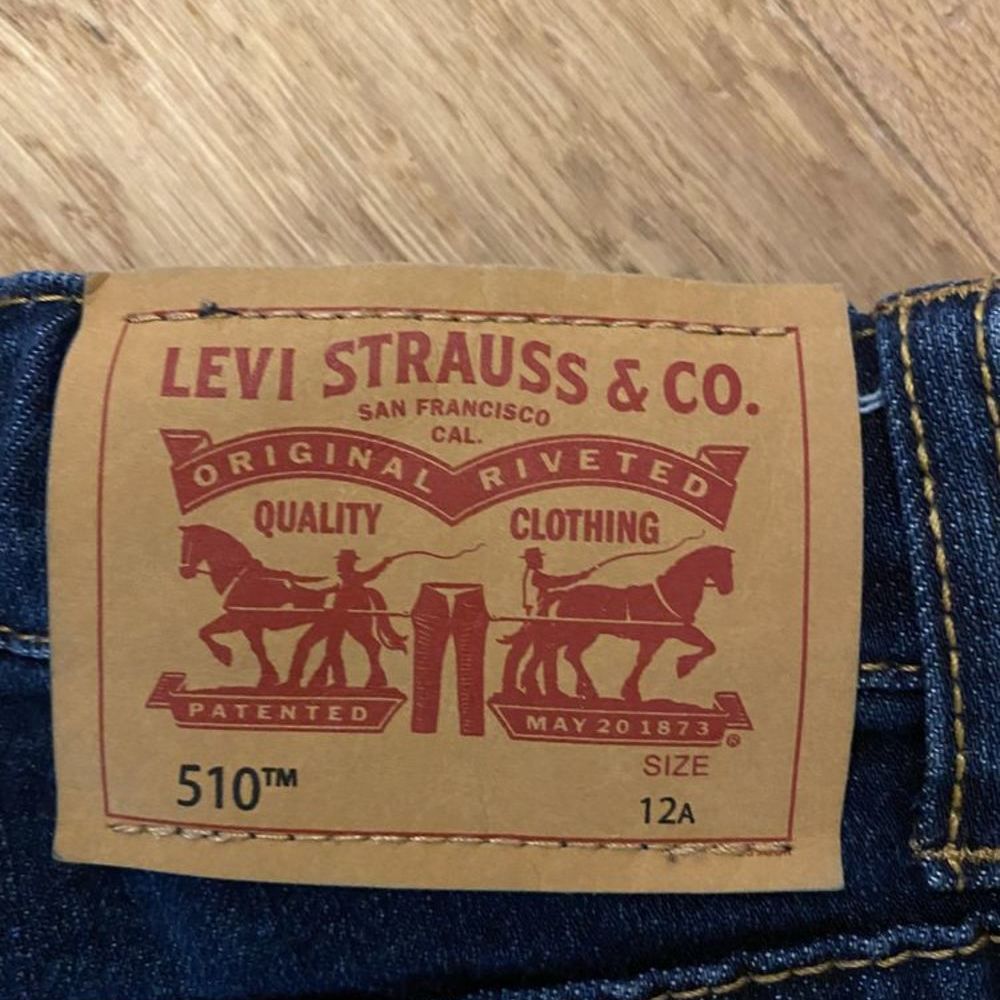 LEVI STRAUSS & CO.
SAN FRANCISCO
CAL.
ORIGINAL RIVETED
QUALITY CLOTHING
PATENTED MAY 20 1873 ®
510™
SIZE
12A